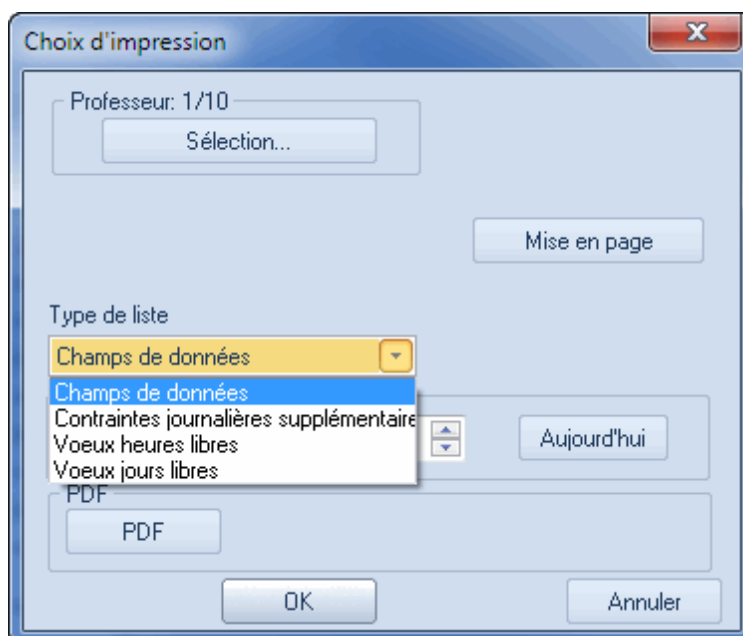 Choix d'impression
Professeur: 1/10
Sélection...
Mise en page
Type de liste
Champs de données
Champs de données
Contraintes journalières supplémentaire
Voeux heures libres
Voeux jours libres
Aujourd'hui
PDF
PDF
OK
Annuler